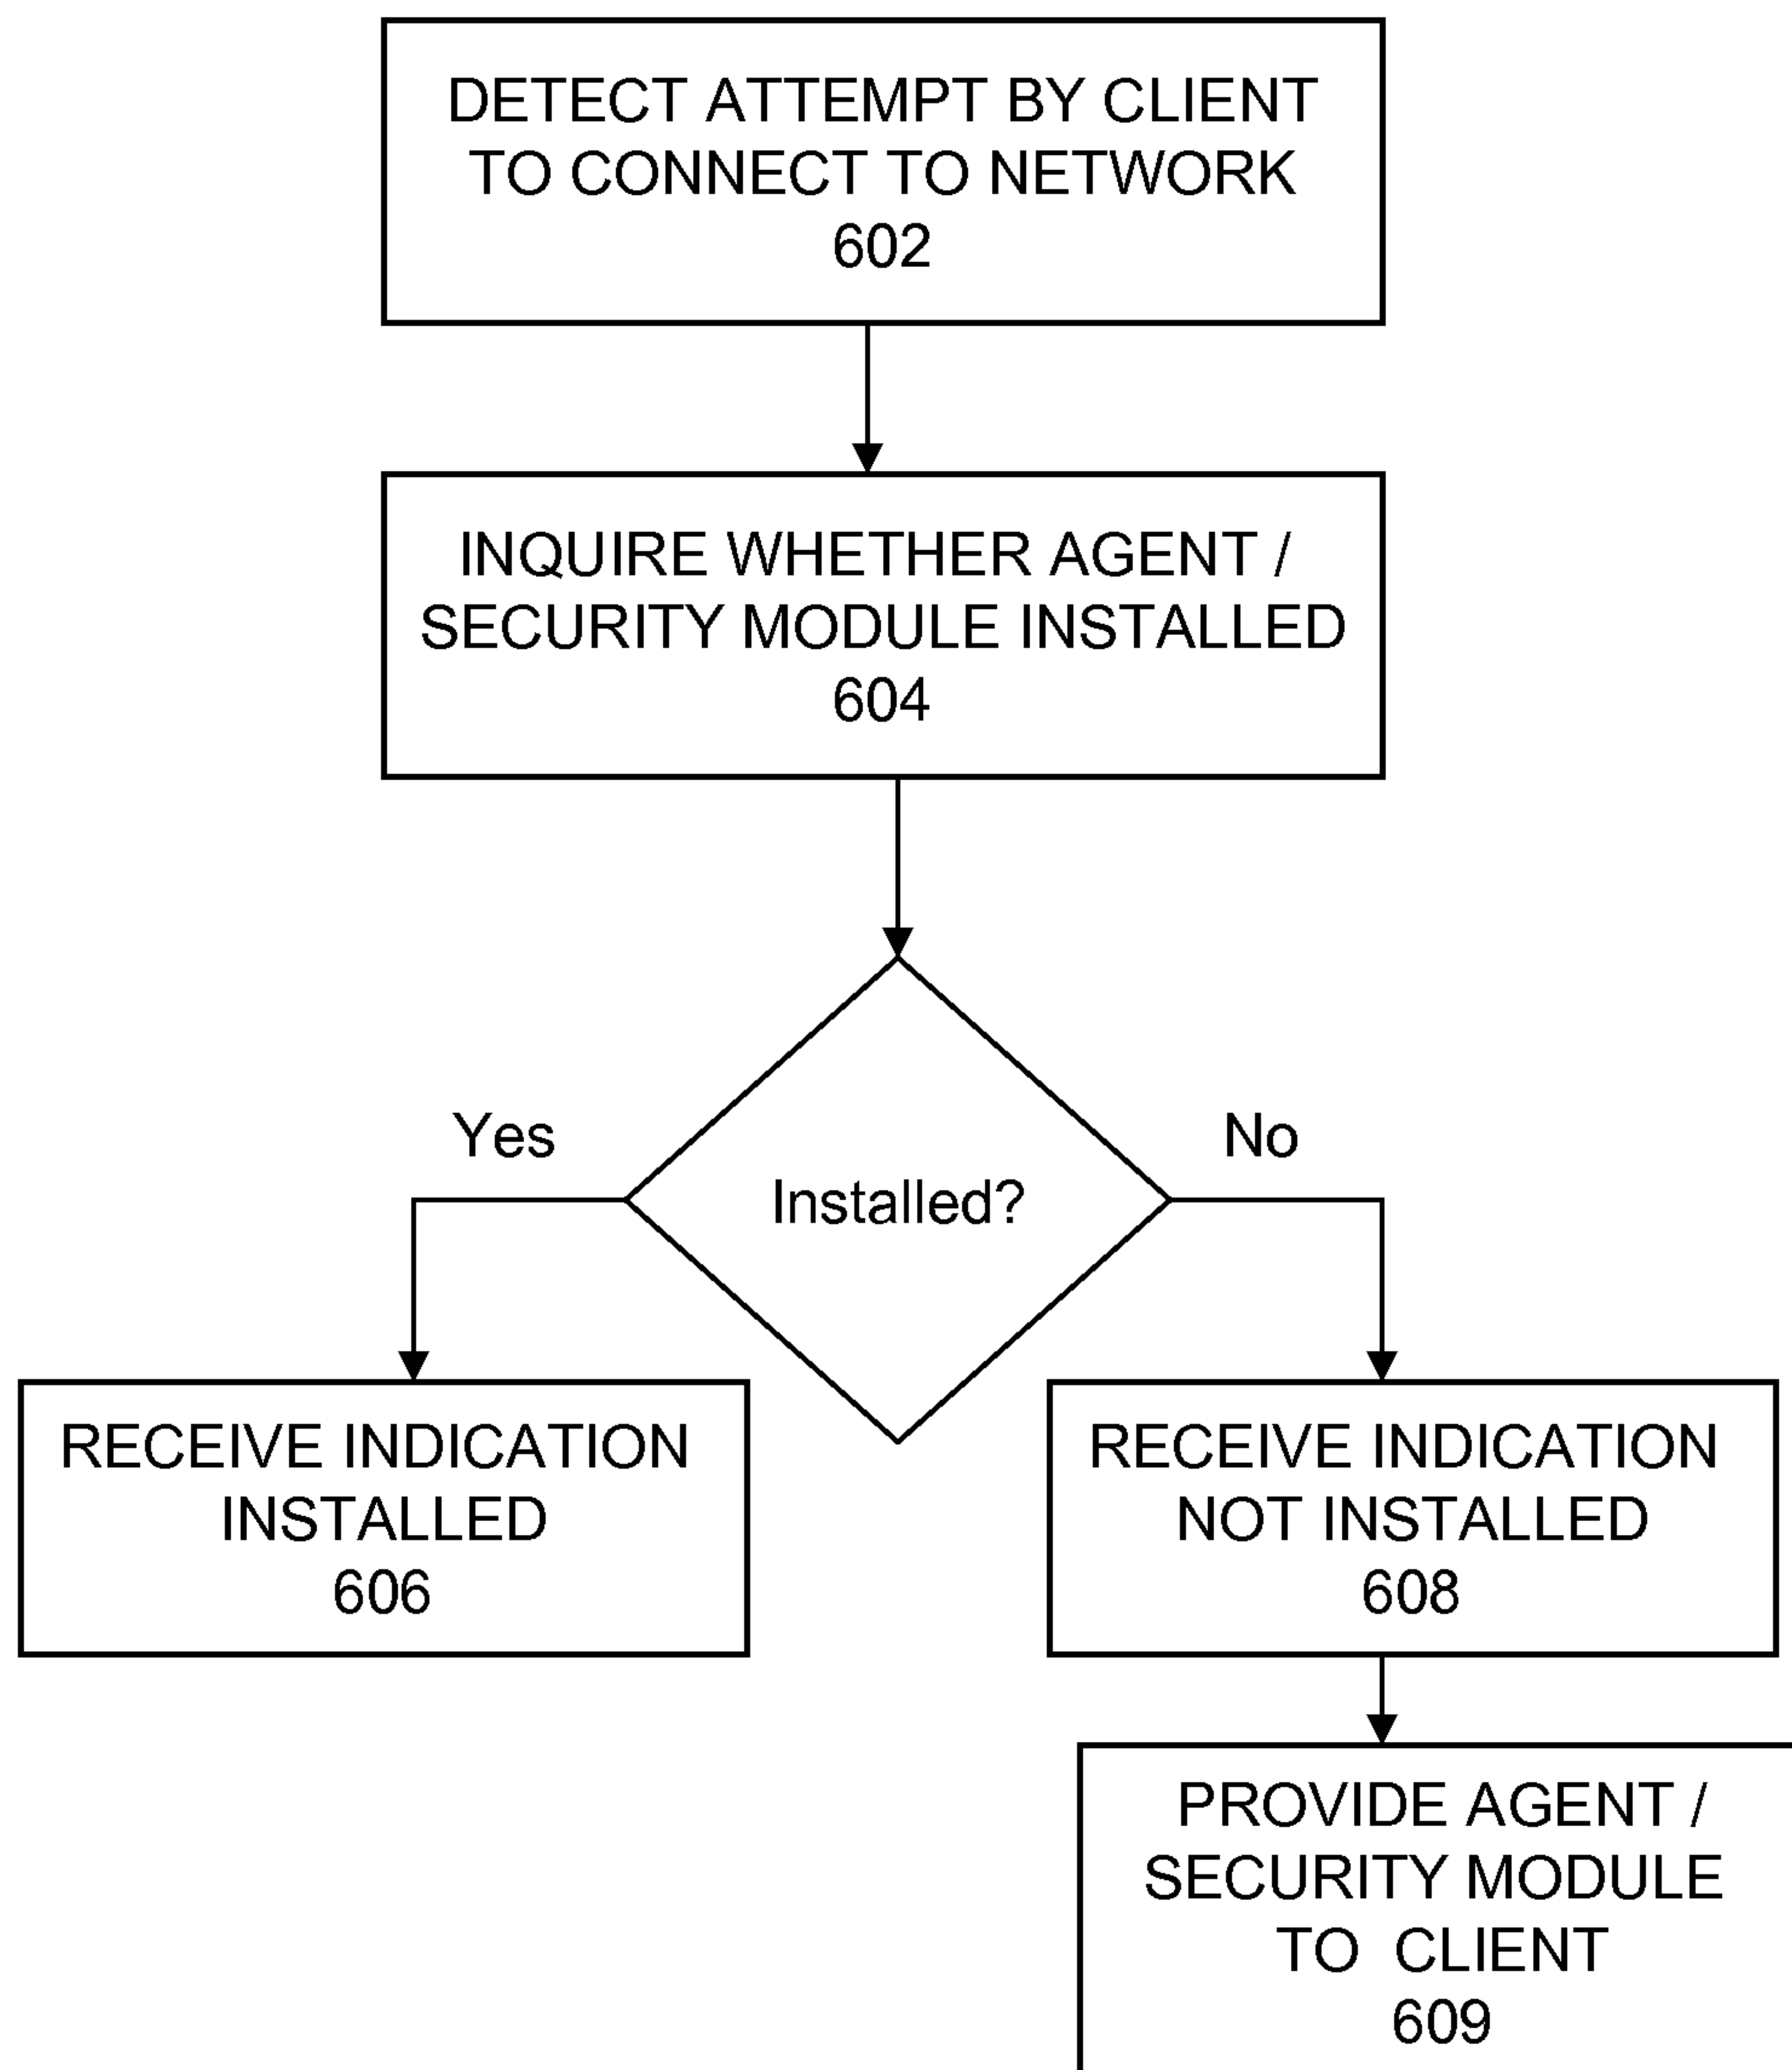 DETECT ATTEMPT BY CLIENT
TO CONNECT TO NETWORK
602
INQUIRE WHETHER AGENT /
SECURITY MODULE INSTALLED
604
Yes
No
Installed?
RECEIVE INDICATION
INSTALLED
606
RECEIVE INDICATION
NOT INSTALLED
608
PROVIDE AGENT /
SECURITY MODULE
TO CLIENT
609